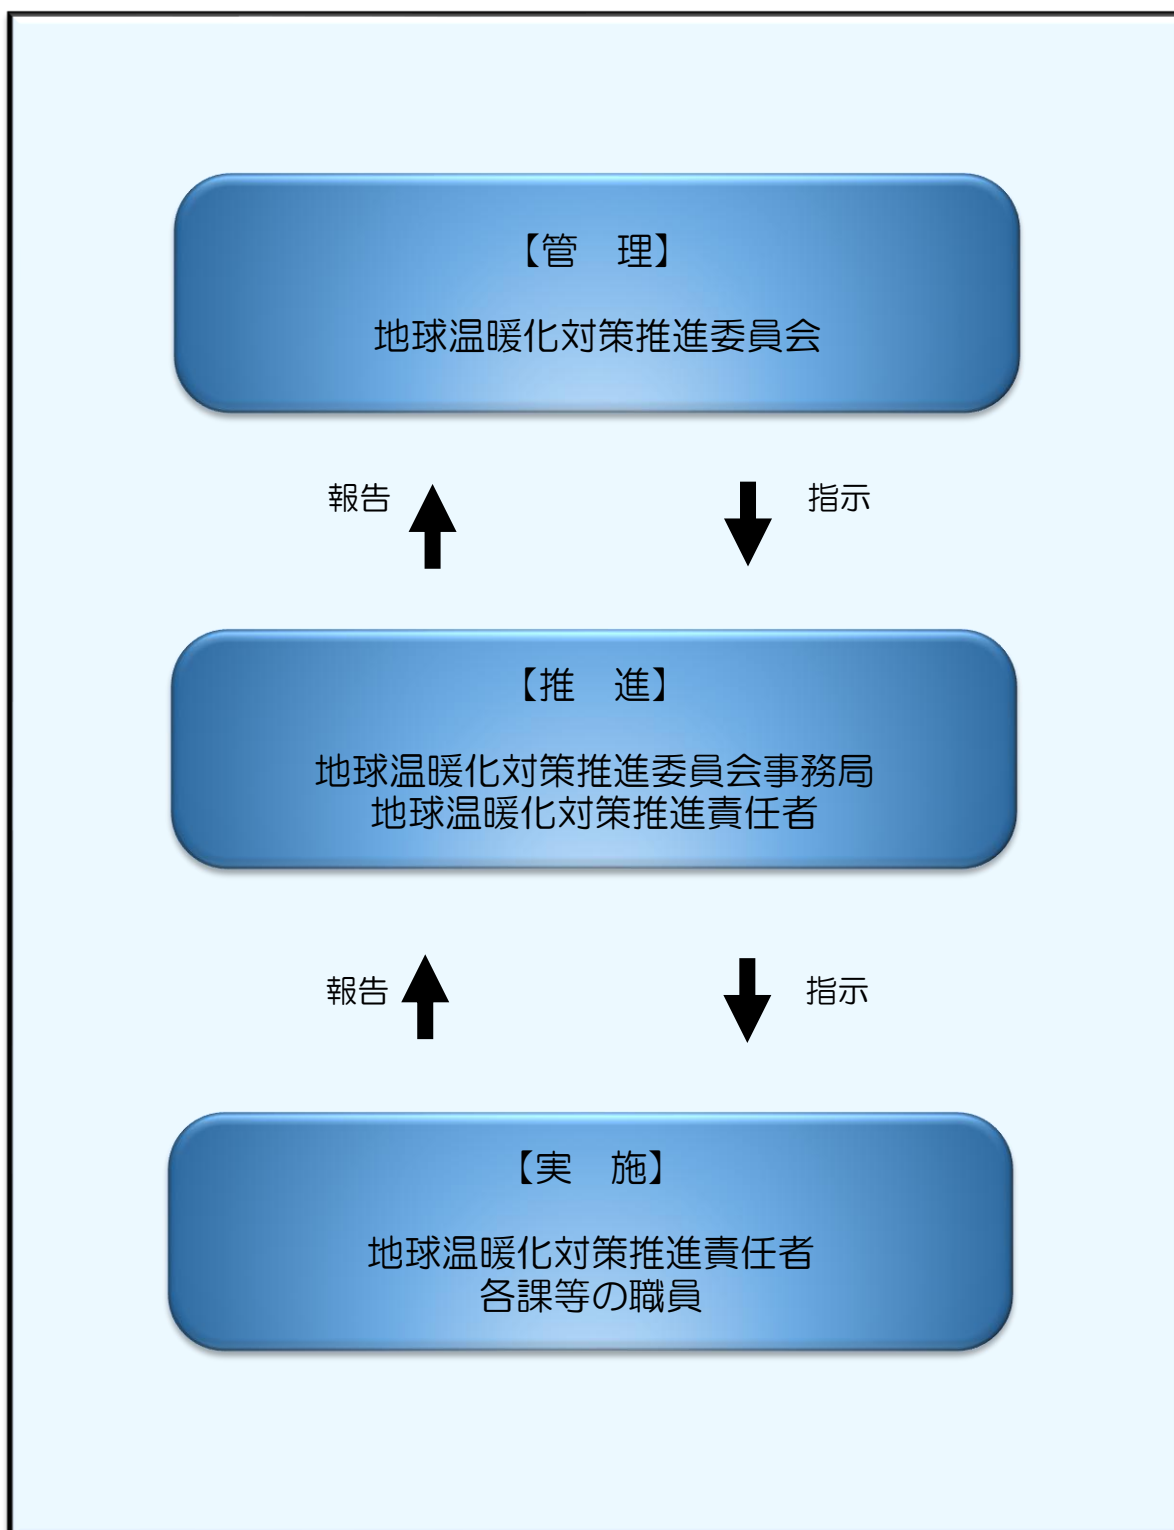 【管　理】
地球温暖化対策推進委員会
報告
指示
【推　進】
地球温暖化対策推進委員会事務局
地球温暖化対策推進責任者
報告
指示
【実　施】
地球温暖化対策推進責任者
各課等の職員